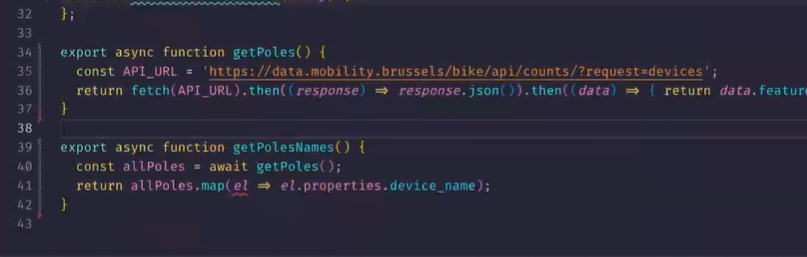 32 };
33
34 export async function getPoles() {
35 const API_URL = 'https://data.mobility.brussels/bike/api/counts/?request=devices';
36 return fetch(API_URL).then((response) => response.json()).then((data) => { return data.featur
37 }
38
39 export async function getPolesNames() {
40 const allPoles = await getPoles();
41 return allPoles.map(el => el.properties.device_name);
42 }
43